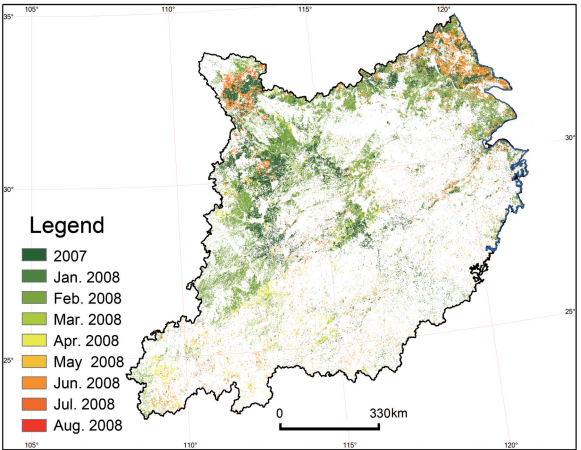 105°
110°
115°
120°
35°
30°
30°
25°
25°
Legend
2007
Jan. 2008
Feb. 2008
Mar. 2008
Apr. 2008
May 2008
Jun. 2008
Jul. 2008
Aug. 2008
0 330km
105°
110°
115°
120°